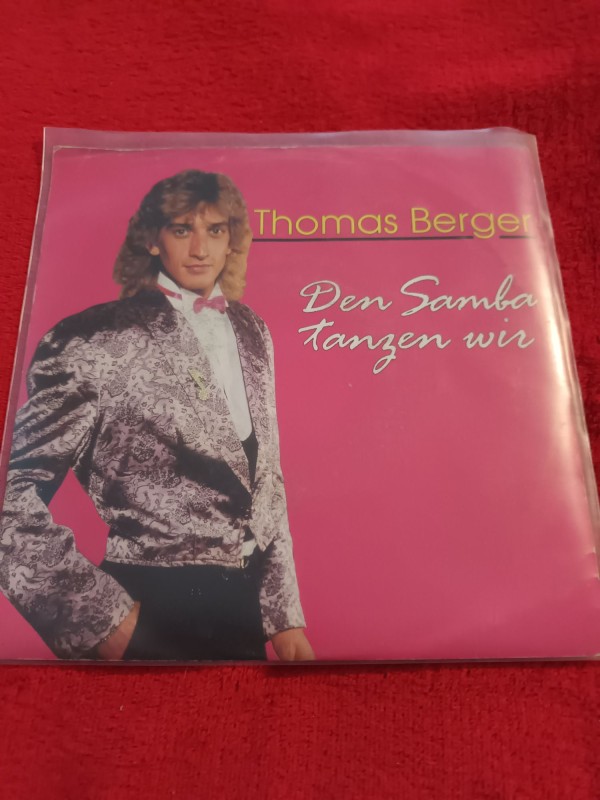 Thomas Berger
Den Samba
tanzen wir